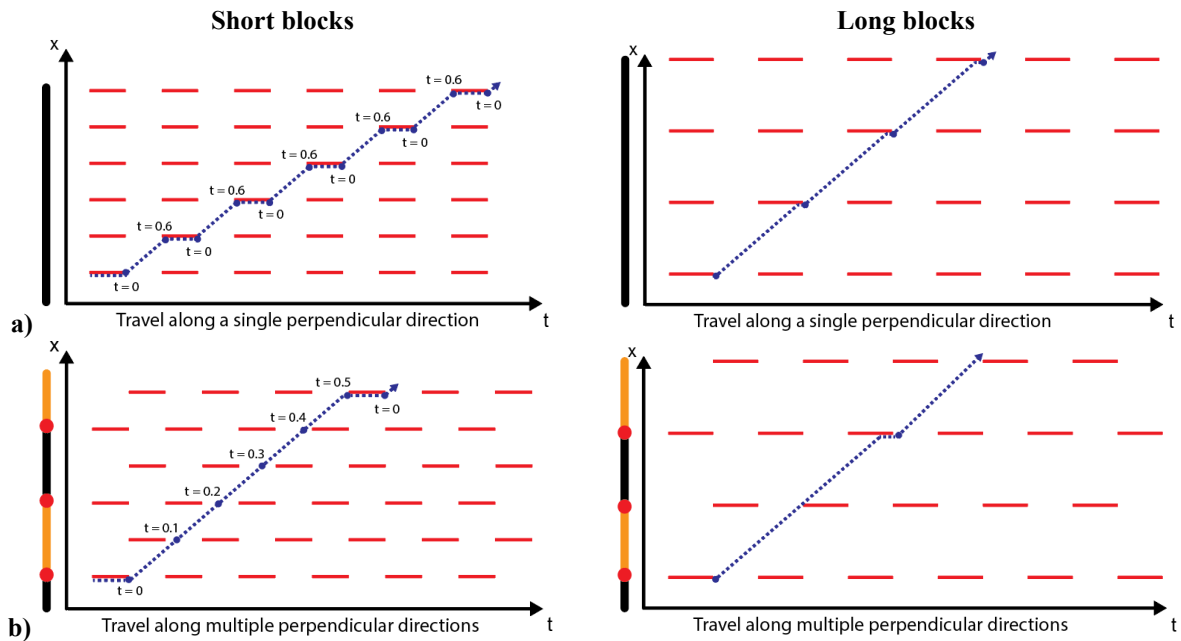 Short blocks
Long blocks
x
t = 0.6
t = 0
t = 0.6
t = 0
t = 0.6
t = 0
t = 0.6
t = 0
t = 0.6
t = 0
t = 0
a)
Travel along a single perpendicular direction
t
x
Travel along a single perpendicular direction
t
x
t = 0.5
t = 0
t = 0.4
t = 0.3
t = 0.2
t = 0.1
t = 0
b)
Travel along multiple perpendicular directions
t
x
Travel along multiple perpendicular directions
t